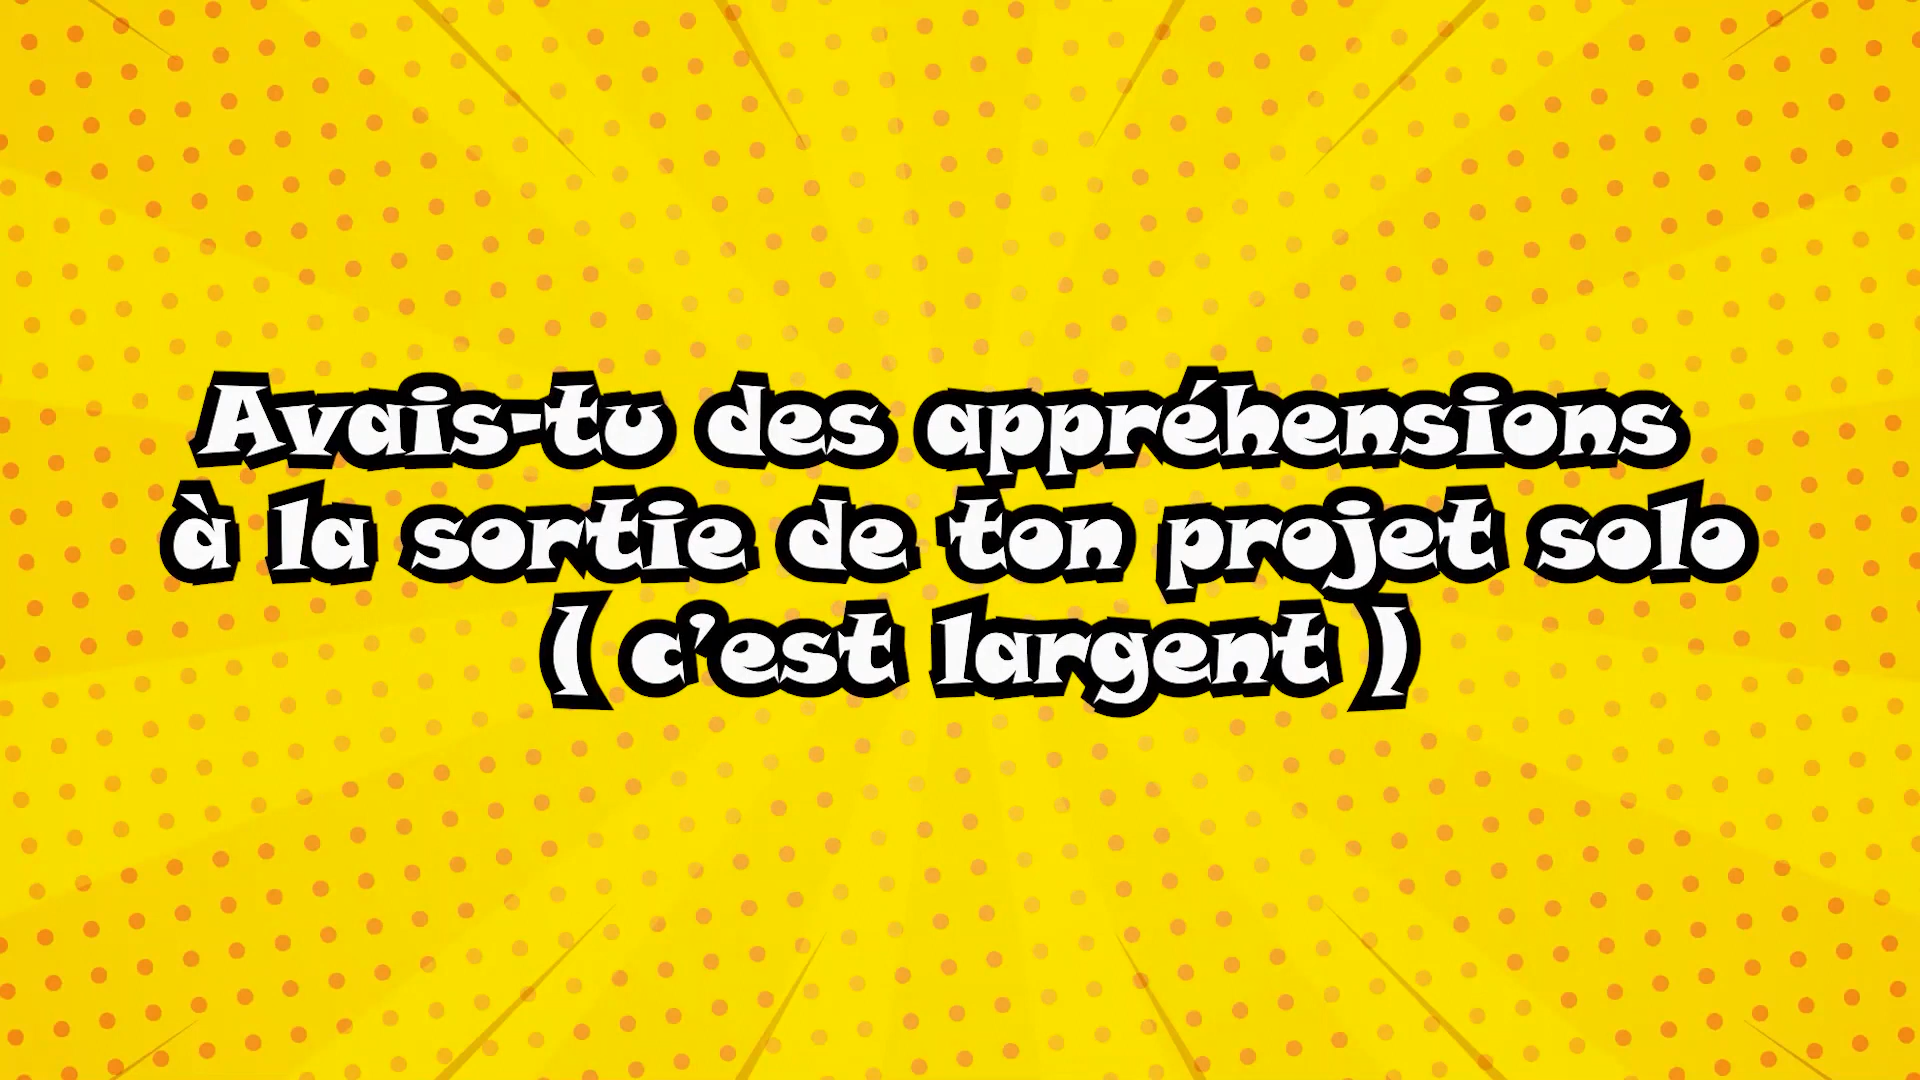 Avais-tu des appréhensions
à la sortie de ton projet solo
( c'est largent )